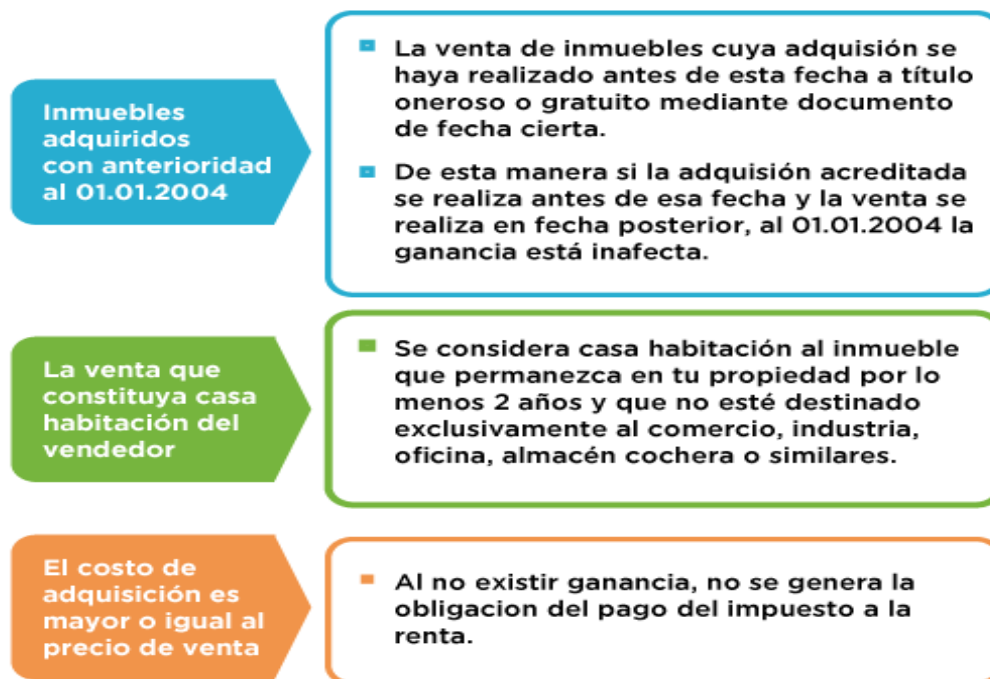 Inmuebles
adquiridos
con anterioridad
al 01.01.2004
La venta de inmuebles cuya adquisión se
haya realizado antes de esta fecha a título
oneroso o gratuito mediante documento
de fecha cierta.
De esta manera si la adquisión acreditada
se realiza antes de esa fecha y la venta se
realiza en fecha posterior, al 01.01.2004 la
ganancia está inafecta.
La venta que
constituya casa
habitación del
vendedor
Se considera casa habitación al inmueble
que permanezca en tu propiedad por lo
menos 2 años y que no esté destinado
exclusivamente al comercio, industria,
oficina, almacén cochera o similares.
El costo de
adquisición es
mayor o igual al
precio de venta
Al no existir ganancia, no se genera la
obligacion del pago del impuesto a la
renta.